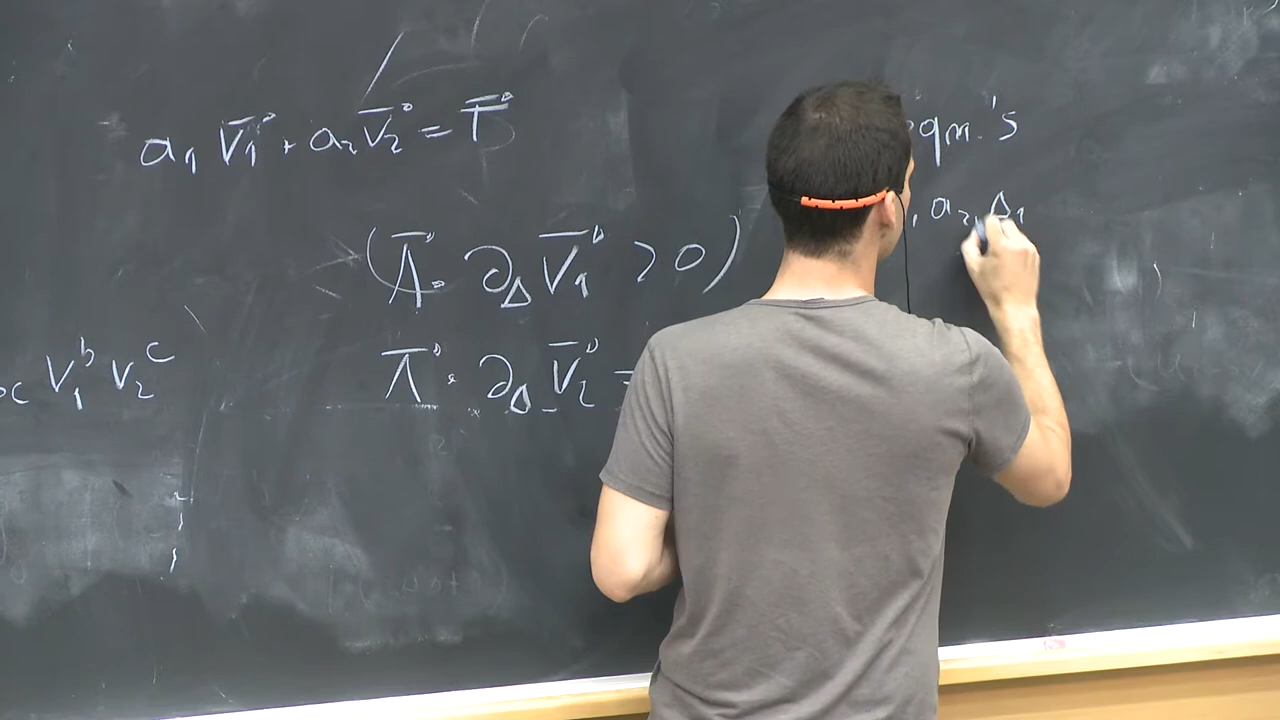 a₁ V̄₁° + a₂ V̄₂° = T̄°
(Λ̄° · ∂_Δ V̄₁° > 0)
Λ̄° · ∂_Δ V̄₂° =
c V₁ᵇ V₂ᶜ
eqm.'s
, a₂, Δ₁